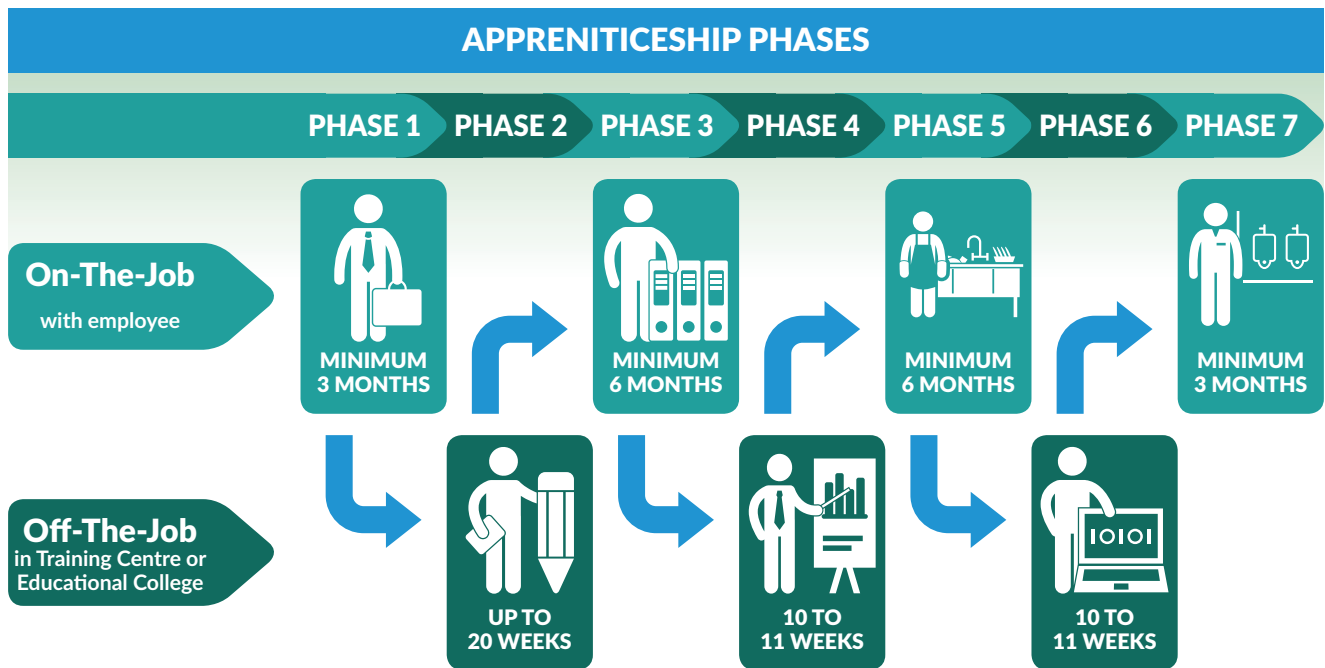 APPRENITICESHIP PHASES
PHASE 1
PHASE 2
PHASE 3
PHASE 4
PHASE 5
PHASE 6
PHASE 7
On-The-Job
with employee
MINIMUM
3 MONTHS
MINIMUM
6 MONTHS
MINIMUM
6 MONTHS
MINIMUM
3 MONTHS
Off-The-Job
in Training Centre or
Educational College
UP TO
20 WEEKS
10 TO
11 WEEKS
10101
10 TO
11 WEEKS